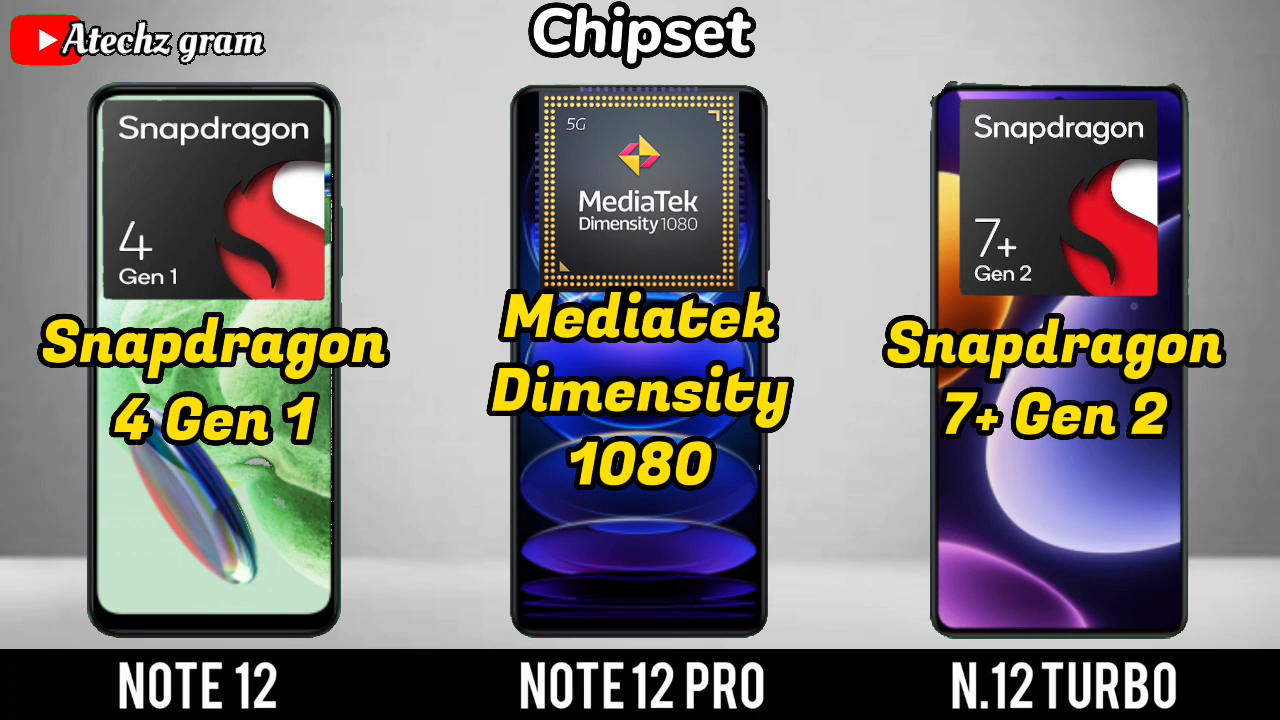 Atechz gram
Chipset
Snapdragon
4
Gen 1
Snapdragon
4 Gen 1
NOTE 12
5G
MediaTek
Dimensity 1080
Mediatek
Dimensity
1080
NOTE 12 PRO
Snapdragon
7+
Gen 2
Snapdragon
7+ Gen 2
N.12 TURBO